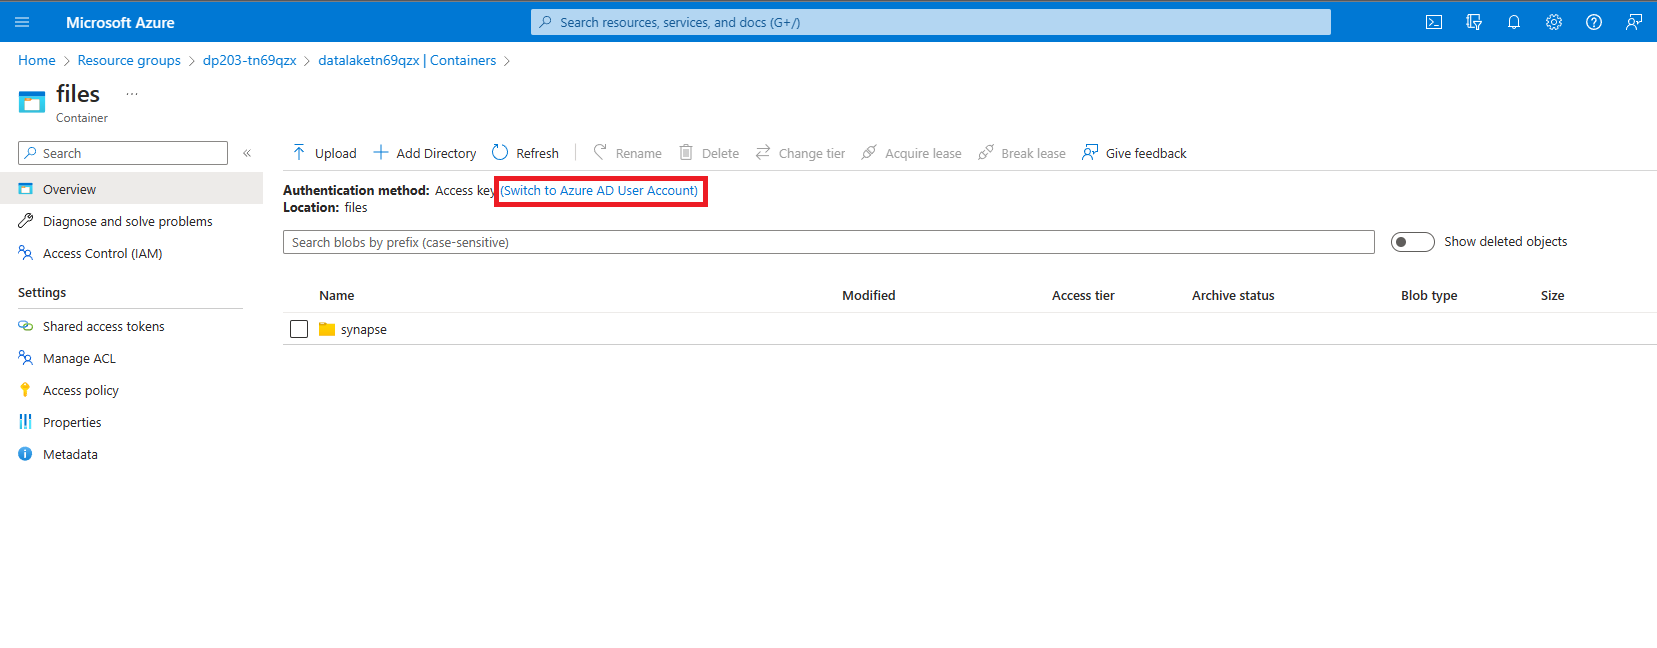 Microsoft Azure
Search resources, services, and docs (G+/)
Home > Resource groups > dp203-tn69qzx > datalaketn69qzx | Containers >
files ...
Container
Search «
Upload Add Directory Refresh Rename Delete Change tier Acquire lease Break lease Give feedback
Overview
Diagnose and solve problems
Access Control (IAM)
Settings
Shared access tokens
Manage ACL
Access policy
Properties
Metadata
Authentication method: Access key (Switch to Azure AD User Account)
Location: files
Search blobs by prefix (case-sensitive)
Show deleted objects
Name Modified Access tier Archive status Blob type Size
synapse